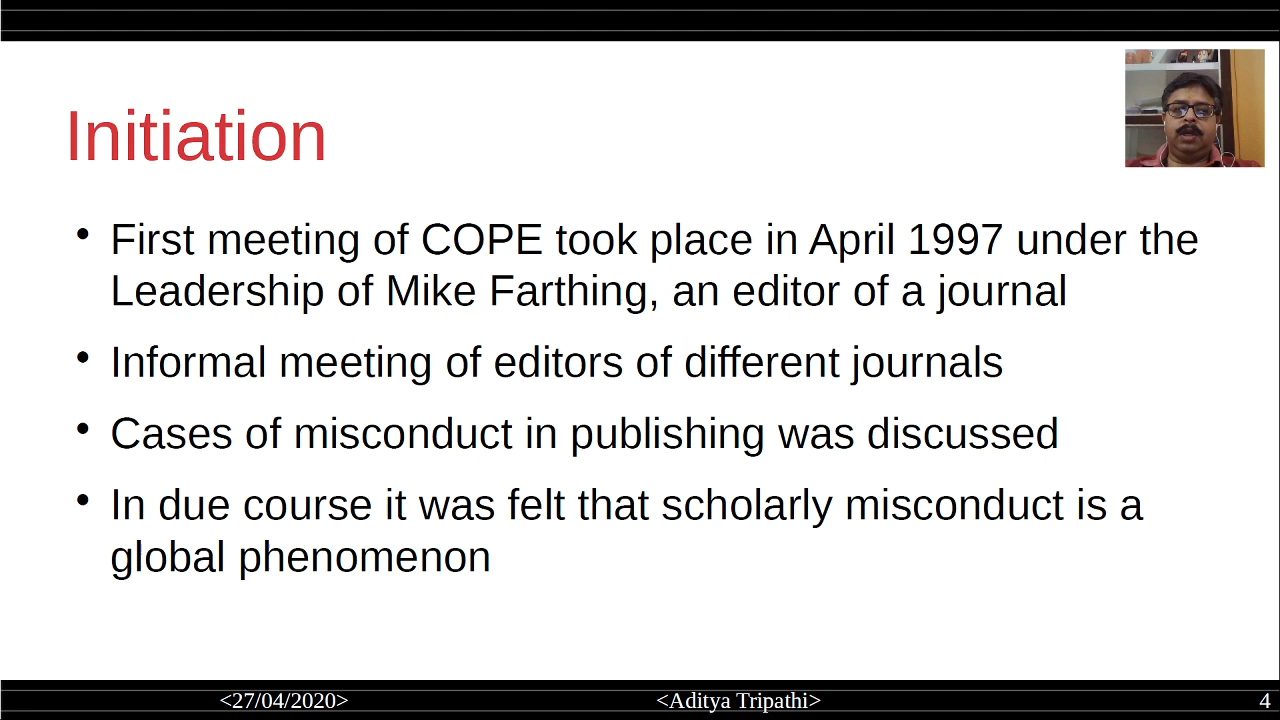 Initiation
• First meeting of COPE took place in April 1997 under the
Leadership of Mike Farthing, an editor of a journal
• Informal meeting of editors of different journals
• Cases of misconduct in publishing was discussed
• In due course it was felt that scholarly misconduct is a
global phenomenon
<27/04/2020> <Aditya Tripathi> 4